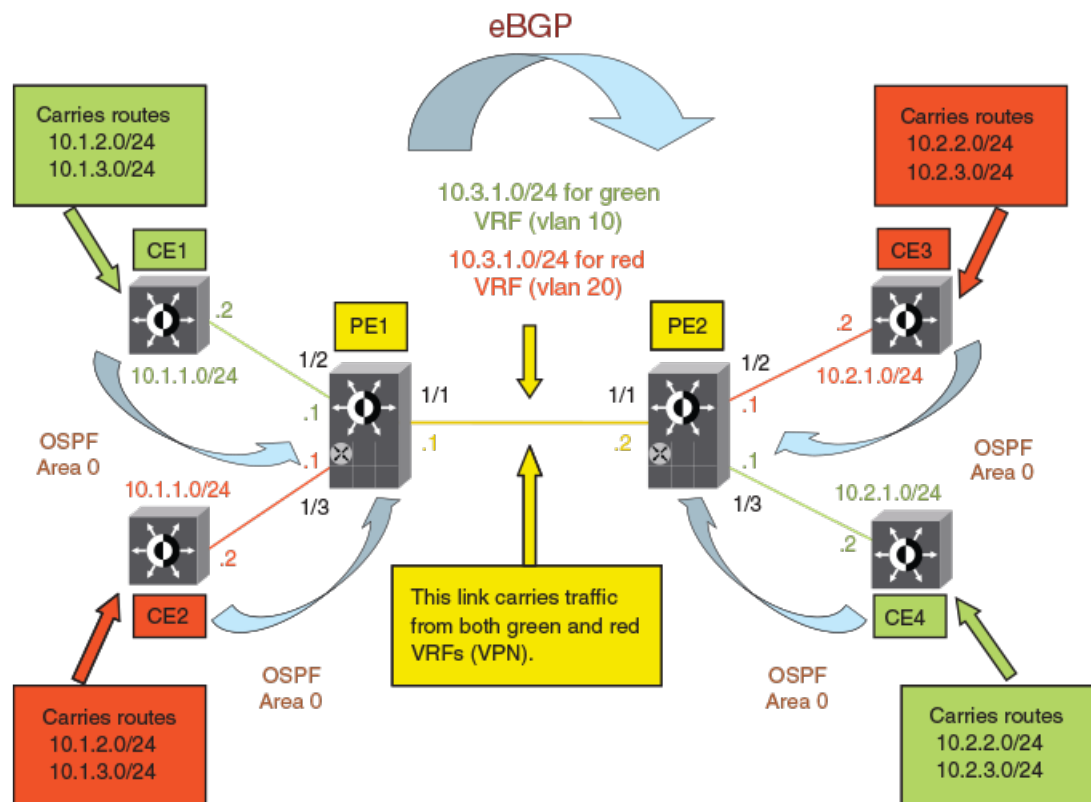 eBGP
Carries routes
10.1.2.0/24
10.1.3.0/24
Carries routes
10.2.2.0/24
10.2.3.0/24
10.3.1.0/24 for green
VRF (vlan 10)
10.3.1.0/24 for red
VRF (vlan 20)
CE1
CE3
PE1
PE2
.2
10.1.1.0/24
1/2
.1
1/1
.1
1/1
.2
1/2
.1
.2
10.2.1.0/24
OSPF
Area 0
OSPF
Area 0
10.1.1.0/24
.1
1/3
.2
.1
1/3
10.2.1.0/24
.2
CE2
CE4
This link carries traffic
from both green and red
VRFs (VPN).
OSPF
Area 0
OSPF
Area 0
Carries routes
10.1.2.0/24
10.1.3.0/24
Carries routes
10.2.2.0/24
10.2.3.0/24